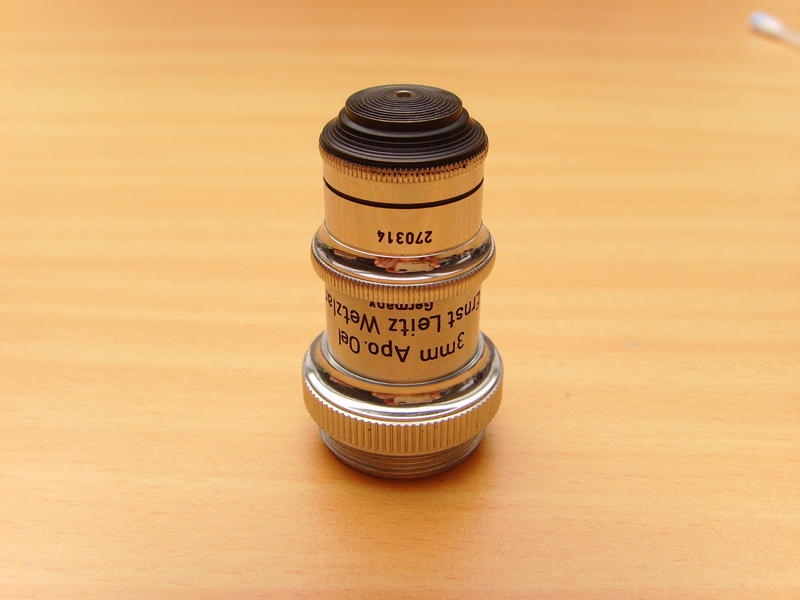 3mm Apo. Oel
Ernst Leitz Wetzlar
Germany
270314